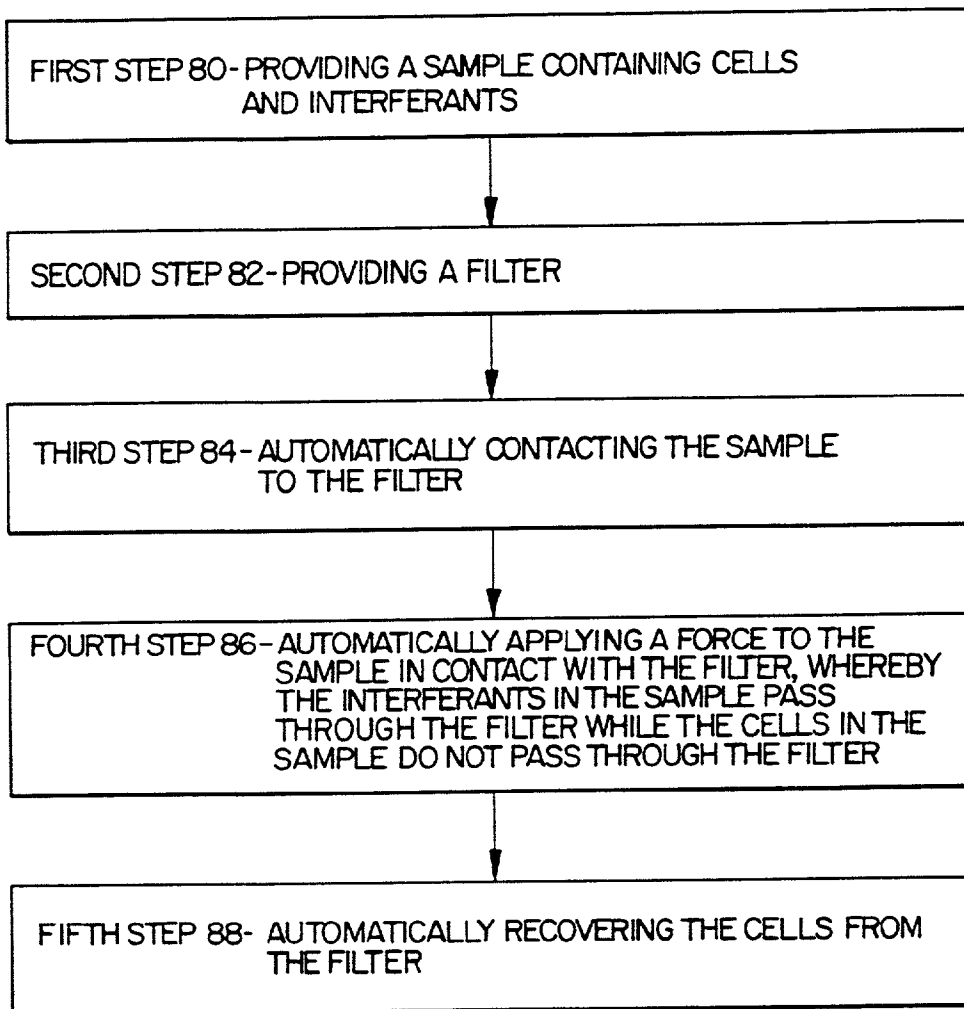 FIRST STEP 80-PROVIDING A SAMPLE CONTAINING CELLS
AND INTERFERANTS
SECOND STEP 82-PROVIDING A FILTER
THIRD STEP 84-AUTOMATICALLY CONTACTING THE SAMPLE
TO THE FILTER
FOURTH STEP 86-AUTOMATICALLY APPLYING A FORCE TO THE
SAMPLE IN CONTACT WITH THE FILTER, WHEREBY
THE INTERFERANTS IN THE SAMPLE PASS
THROUGH THE FILTER WHILE THE CELLS IN THE
SAMPLE DO NOT PASS THROUGH THE FILTER
FIFTH STEP 88- AUTOMATICALLY RECOVERING THE CELLS FROM
THE FILTER